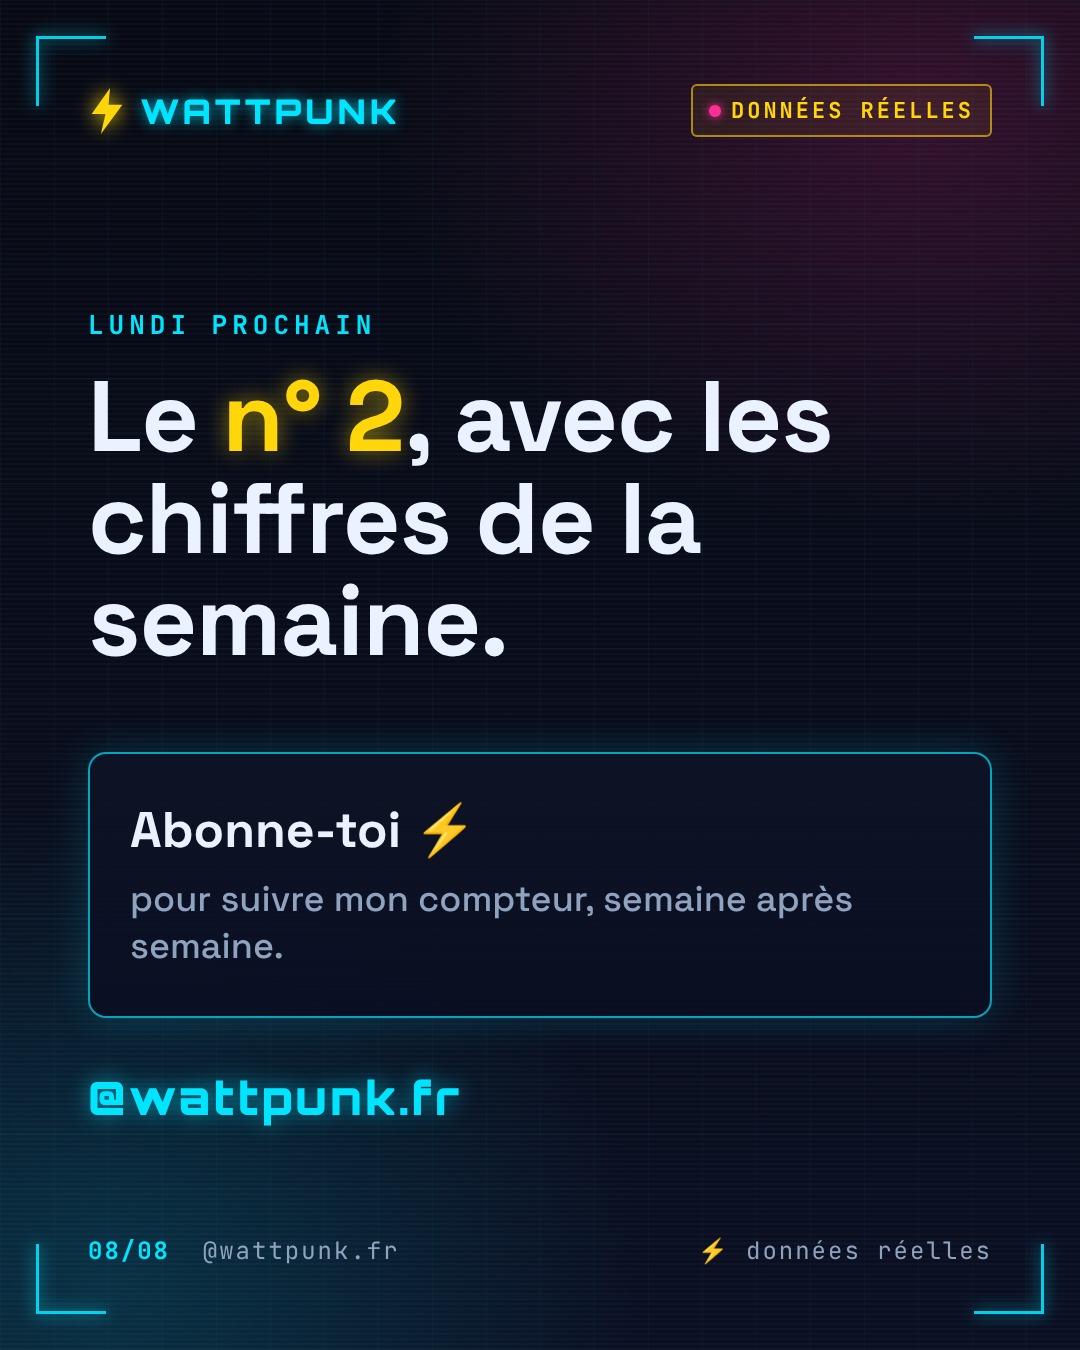 ⚡ WATTPUNK
DONNÉES RÉELLES
LUNDI PROCHAIN
Le n° 2, avec les
chiffres de la
semaine.
Abonne-toi ⚡
pour suivre mon compteur, semaine après
semaine.
@wattpunk.fr
08/08 @wattpunk.fr
⚡ données réelles